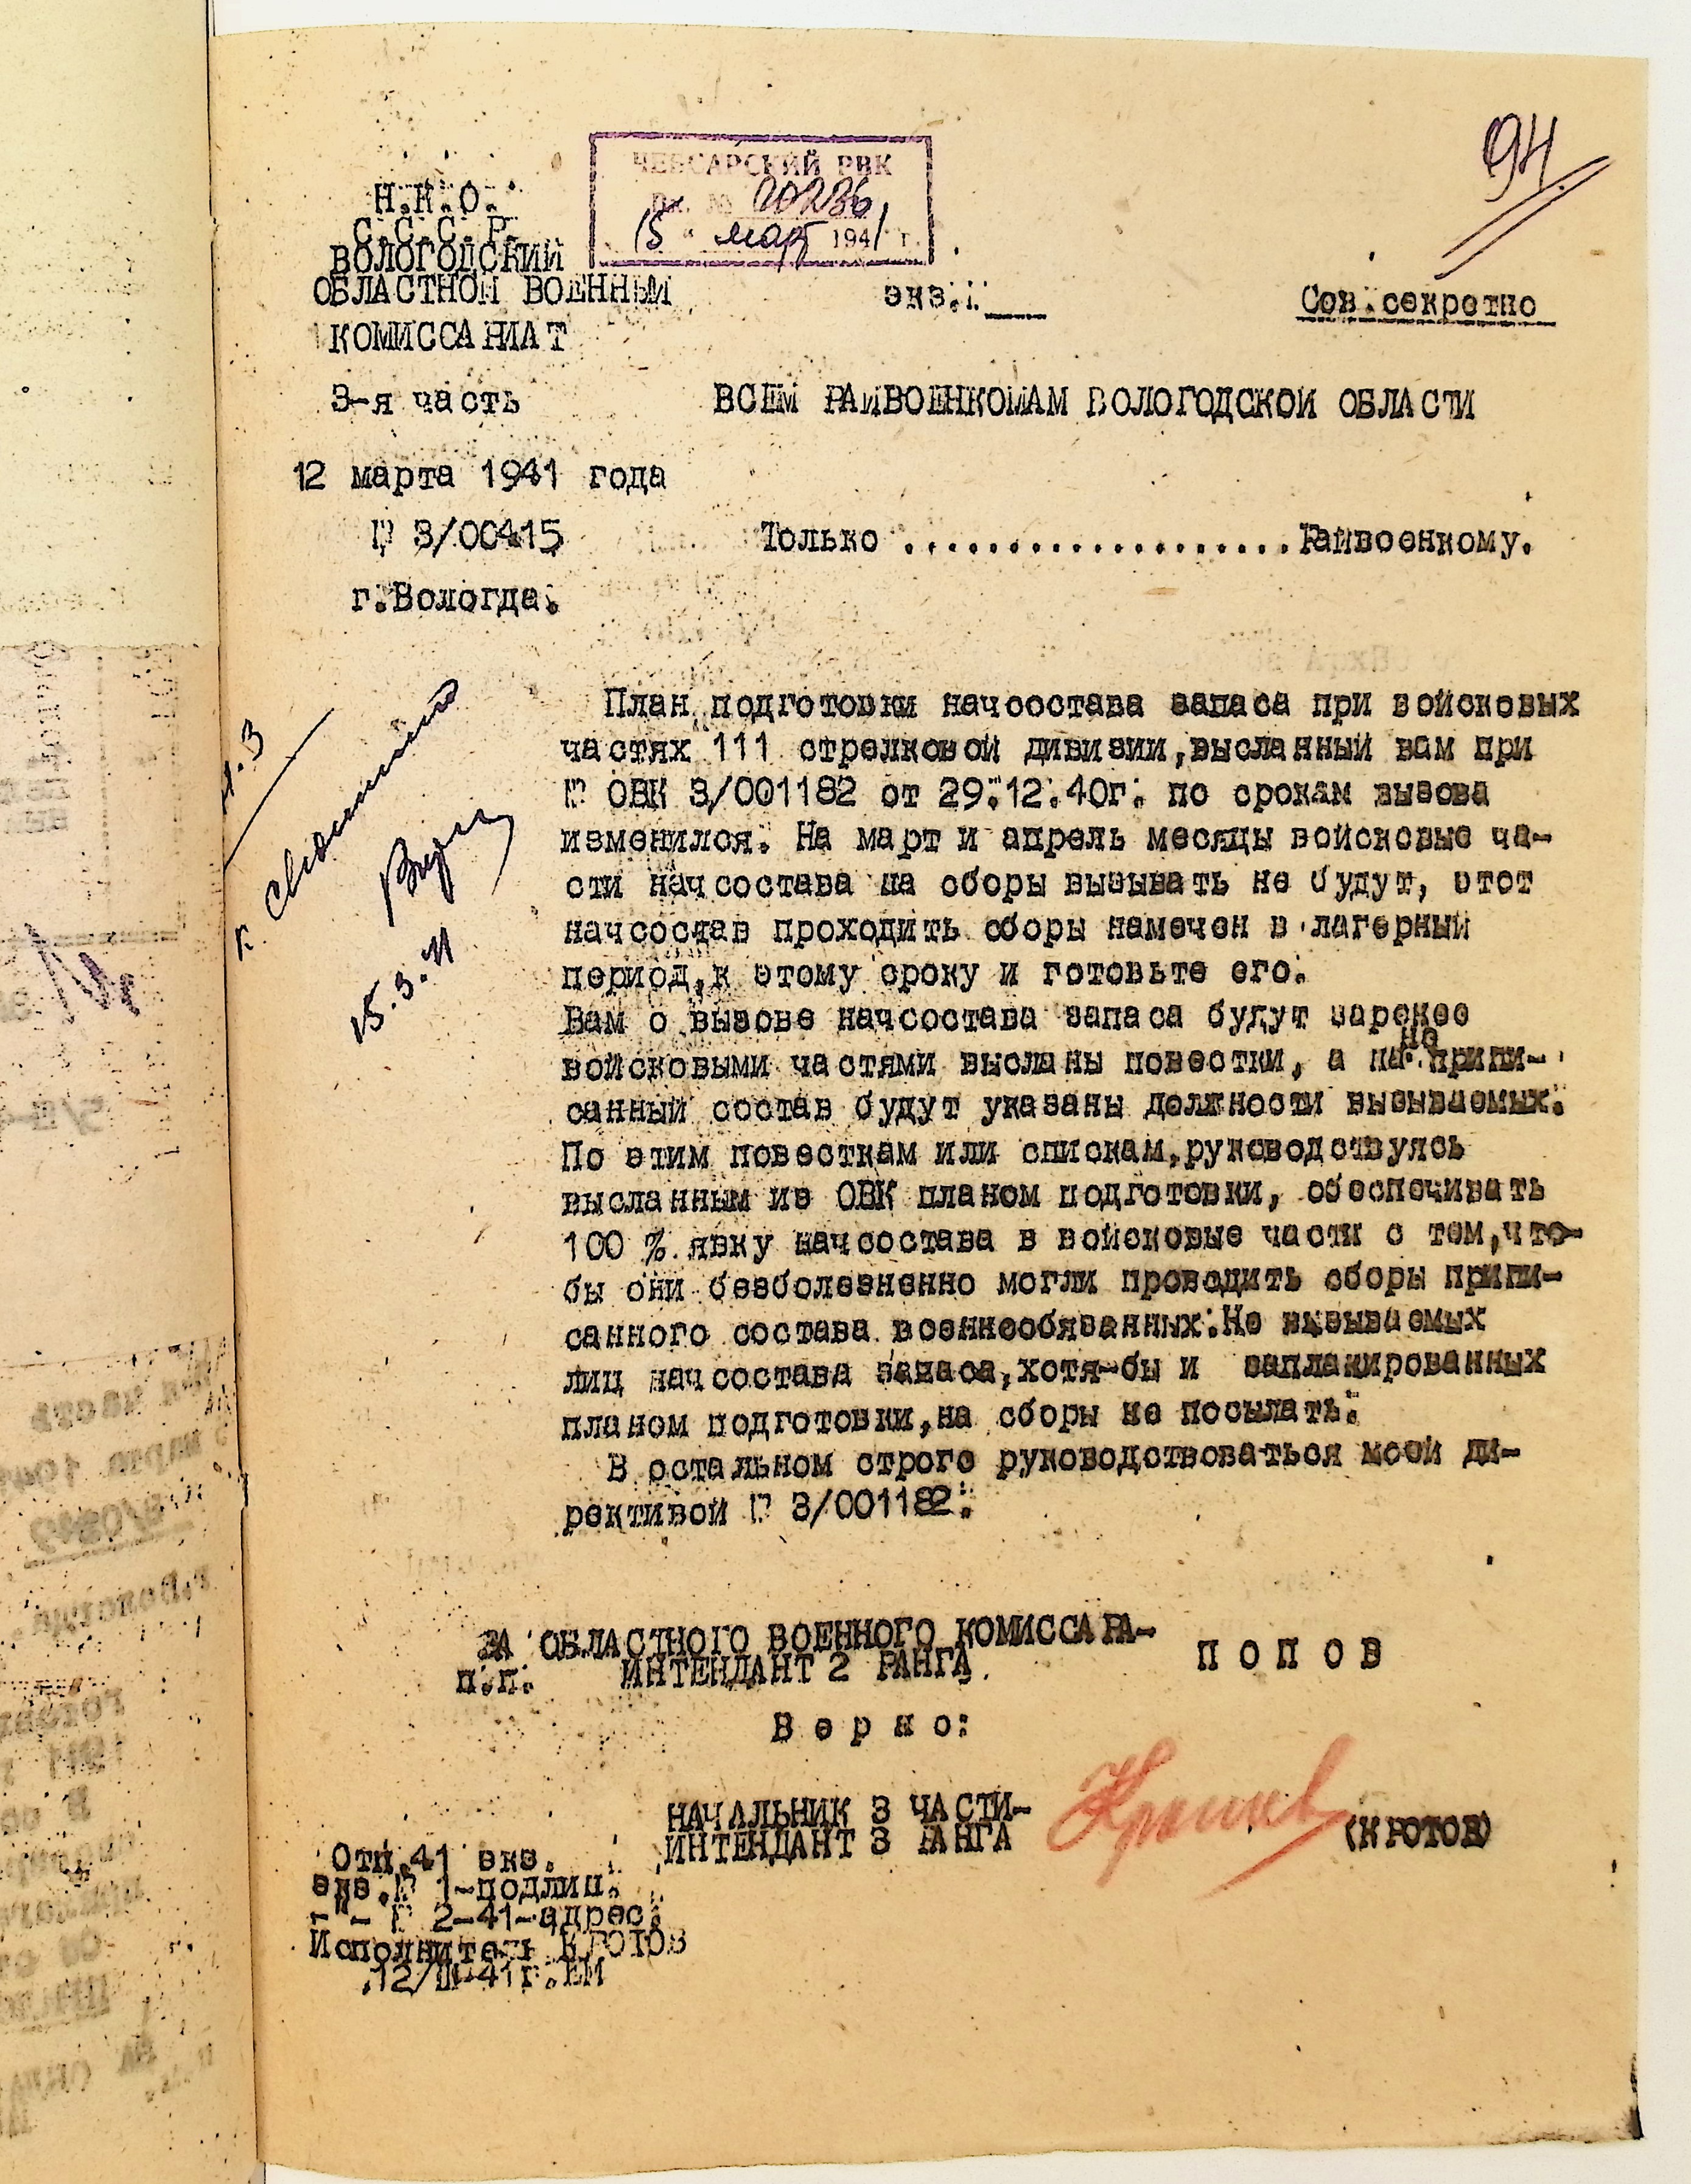 94
ЧЕБСАРСКИЙ РВК
Вх. № 00236
15 " март 1941 г.
Н.К.О.
С.С.С.Р.
ВОЛОГОДСКИЙ
ОБЛАСТНОЙ ВОЕННЫЙ
КОМИССАРИАТ
экз.№
Сов.секретно
3-я часть
ВСЕМ РАЙВОЕНКОМАМ ВОЛОГОДСКОЙ ОБЛАСТИ
12 марта 1941 года
№ 3/00415
Только ...................Райвоенкому.
г.Вологда.
План подготовки начсостава запаса при войсковых
частях 111 стрелковой дивизии,высланный вам при
№ ОВК 3/001182 от 29.12.40г. по срокам вызова
изменился. На март и апрель месяцы войсковые ча-
сти начсостава на сборы вызывать не будут, этот
начсостав проходить сборы намечен в лагерный
период,к этому сроку и готовьте его.
Вам о вызове начсостава запаса будут заранее
войсковыми частями высланы повестки, а на не припи-
санный состав будут указаны должности вызываемых.
По этим повесткам или спискам,руководствуясь
высланным из ОВК планом подготовки, обеспечивать
100 % явку начсостава в войсковые части с тем,что-
бы они безболезненно могли проводить сборы припи-
санного состава военнообязанных.Не вызываемых
лиц начсостава запаса,хотя-бы и запланированных
планом подготовки,на сборы не посылать.
В остальном строго руководствоваться моей ди-
рективой № 3/001182.
ч.3
к
15.3.41
ЗА ОБЛАСТНОГО ВОЕННОГО КОМИССАРА-
п.п. ИНТЕНДАНТ 2 РАНГА
П О П О В
В е р н о:
НАЧАЛЬНИК 3 ЧАСТИ-
ИНТЕНДАНТ 3 РАНГА
(КРОТОВ)
Отп.41 экз.
экз.№ 1-подлин.
-"- № 2-41-адрес.
Исполнитель КРОТОВ
12/Ш-41г.ЕМ